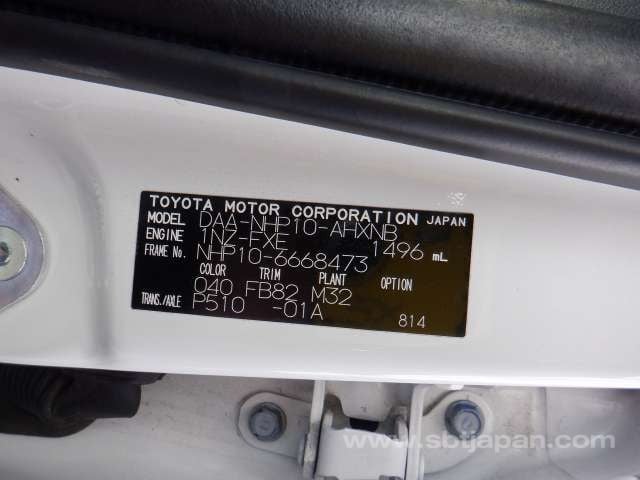 TOYOTA MOTOR CORPORATION JAPAN
MODEL DAA-NHP10-AHXNB
ENGINE 1NZ-FXE 1496 mL
FRAME No. NHP10-6668473
COLOR TRIM PLANT OPTION
040 FB82 M32
TRANS./AXLE P510 -01A
814
www.sbtjapan.com